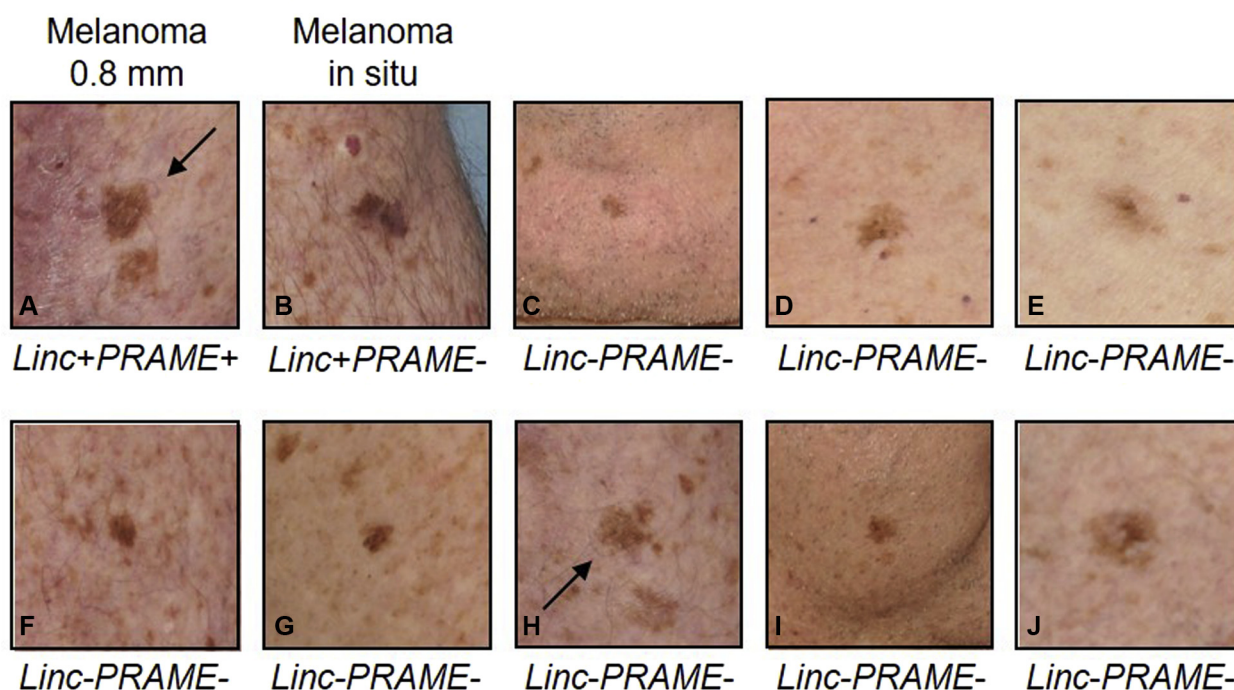 Melanoma
0.8 mm
Melanoma
in situ
A
B
C
D
E
Linc+PRAME+
Linc+PRAME-
Linc-PRAME-
Linc-PRAME-
Linc-PRAME-
F
G
H
I
J
Linc-PRAME-
Linc-PRAME-
Linc-PRAME-
Linc-PRAME-
Linc-PRAME-